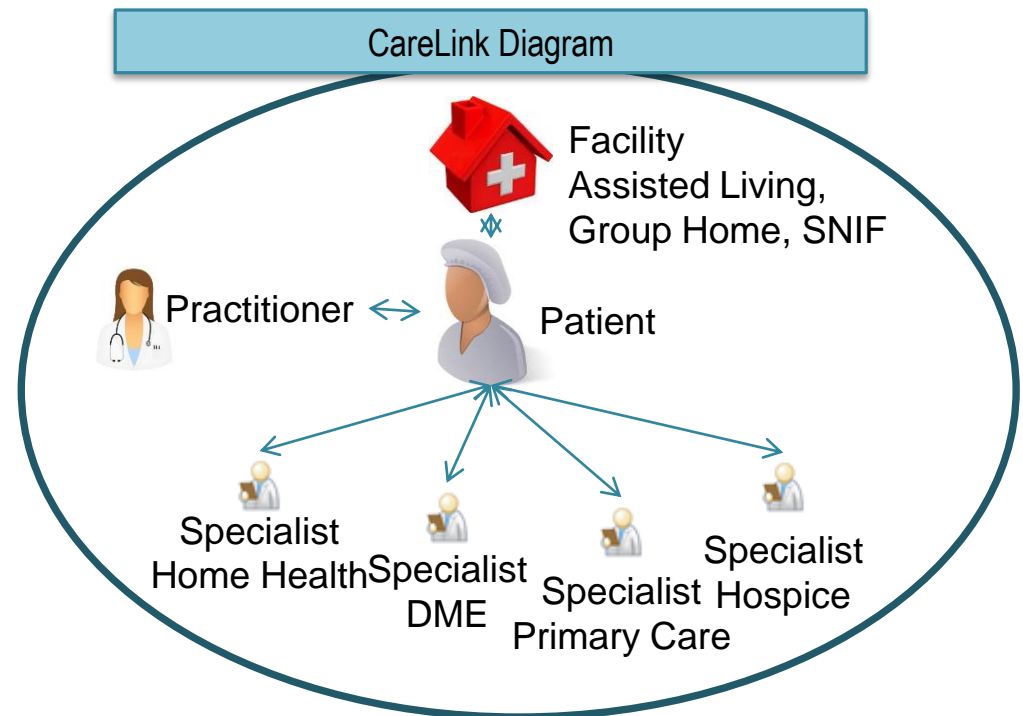 CareLink Diagram
Facility
Assisted Living,
Group Home, SNIF
Practitioner
Patient
Specialist
Home Health
Specialist
DME
Specialist
Primary Care
Specialist
Hospice